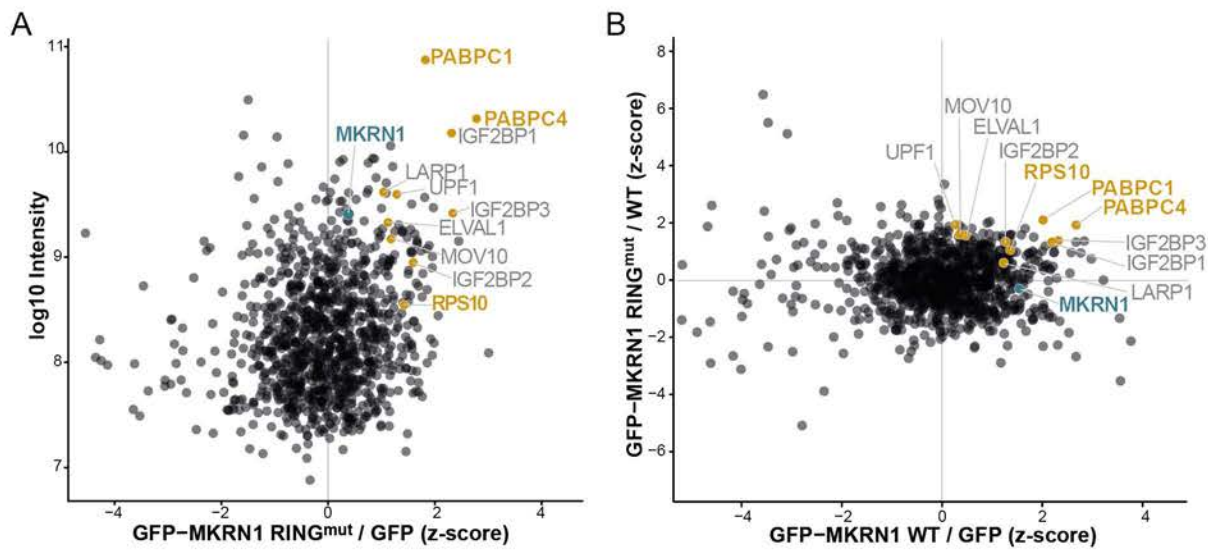 A
11
10
9
8
7
log10 Intensity
PABPC1
PABPC4
MKRN1
IGF2BP1
LARP1
UPF1
IGF2BP3
ELVAL1
MOV10
IGF2BP2
RPS10
−4
−2
0
2
4
GFP−MKRN1 RINGmut / GFP (z−score)
B
8
6
4
2
0
−2
−4
−6
GFP−MKRN1 RINGmut / WT (z−score)
MOV10
ELVAL1
UPF1
IGF2BP2
RPS10
PABPC1
PABPC4
IGF2BP3
IGF2BP1
LARP1
MKRN1
−4
−2
0
2
4
GFP−MKRN1 WT / GFP (z−score)